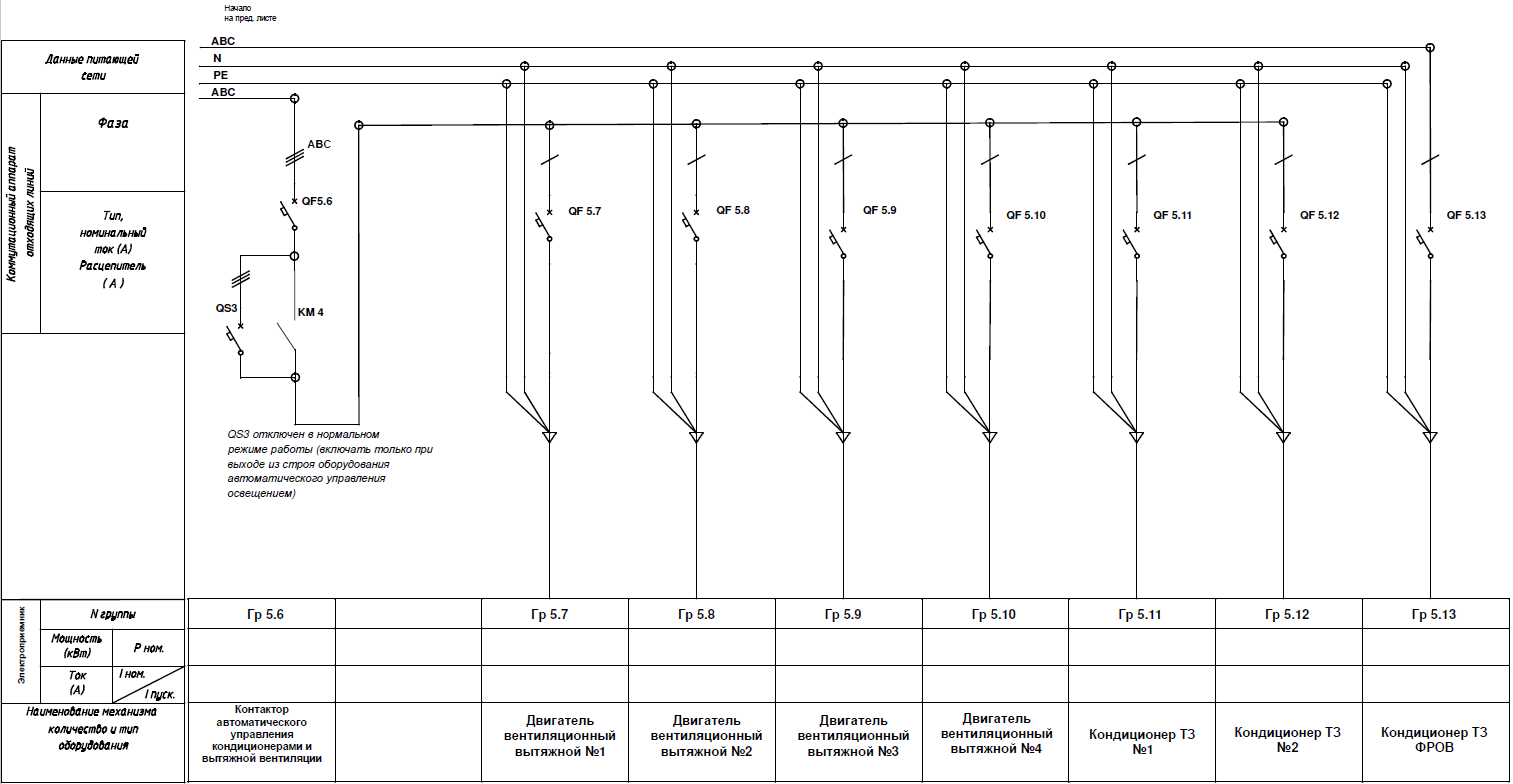 Начало
на пред. листе
Данные питающей
сети
ABC
N
PE
ABC
Коммутационный аппарат
отходящих линий
Фаза
Тип,
номинальный
ток (А)
Расцепитель
( А )
ABC
QF5.6
QS3
KM 4
QF 5.7
QF 5.8
QF 5.9
QF 5.10
QF 5.11
QF 5.12
QF 5.13
QS3 отключен в нормальном
режиме работы (включать только при
выходе из строя оборудования
автоматического управления
освещением)
Электроприемник
N группы
Гр 5.6
Гр 5.7
Гр 5.8
Гр 5.9
Гр 5.10
Гр 5.11
Гр 5.12
Гр 5.13
Мощность
(кВт)
Р ном.
Ток
(А)
I ном.
I пуск.
Наименование механизма
количество и тип
оборудования
Контактор
автоматического
управления
кондиционерами и
вытяжной вентиляции
Двигатель
вентиляционный
вытяжной №1
Двигатель
вентиляционный
вытяжной №2
Двигатель
вентиляционный
вытяжной №3
Двигатель
вентиляционный
вытяжной №4
Кондиционер ТЗ
№1
Кондиционер ТЗ
№2
Кондиционер ТЗ
ФРОВ